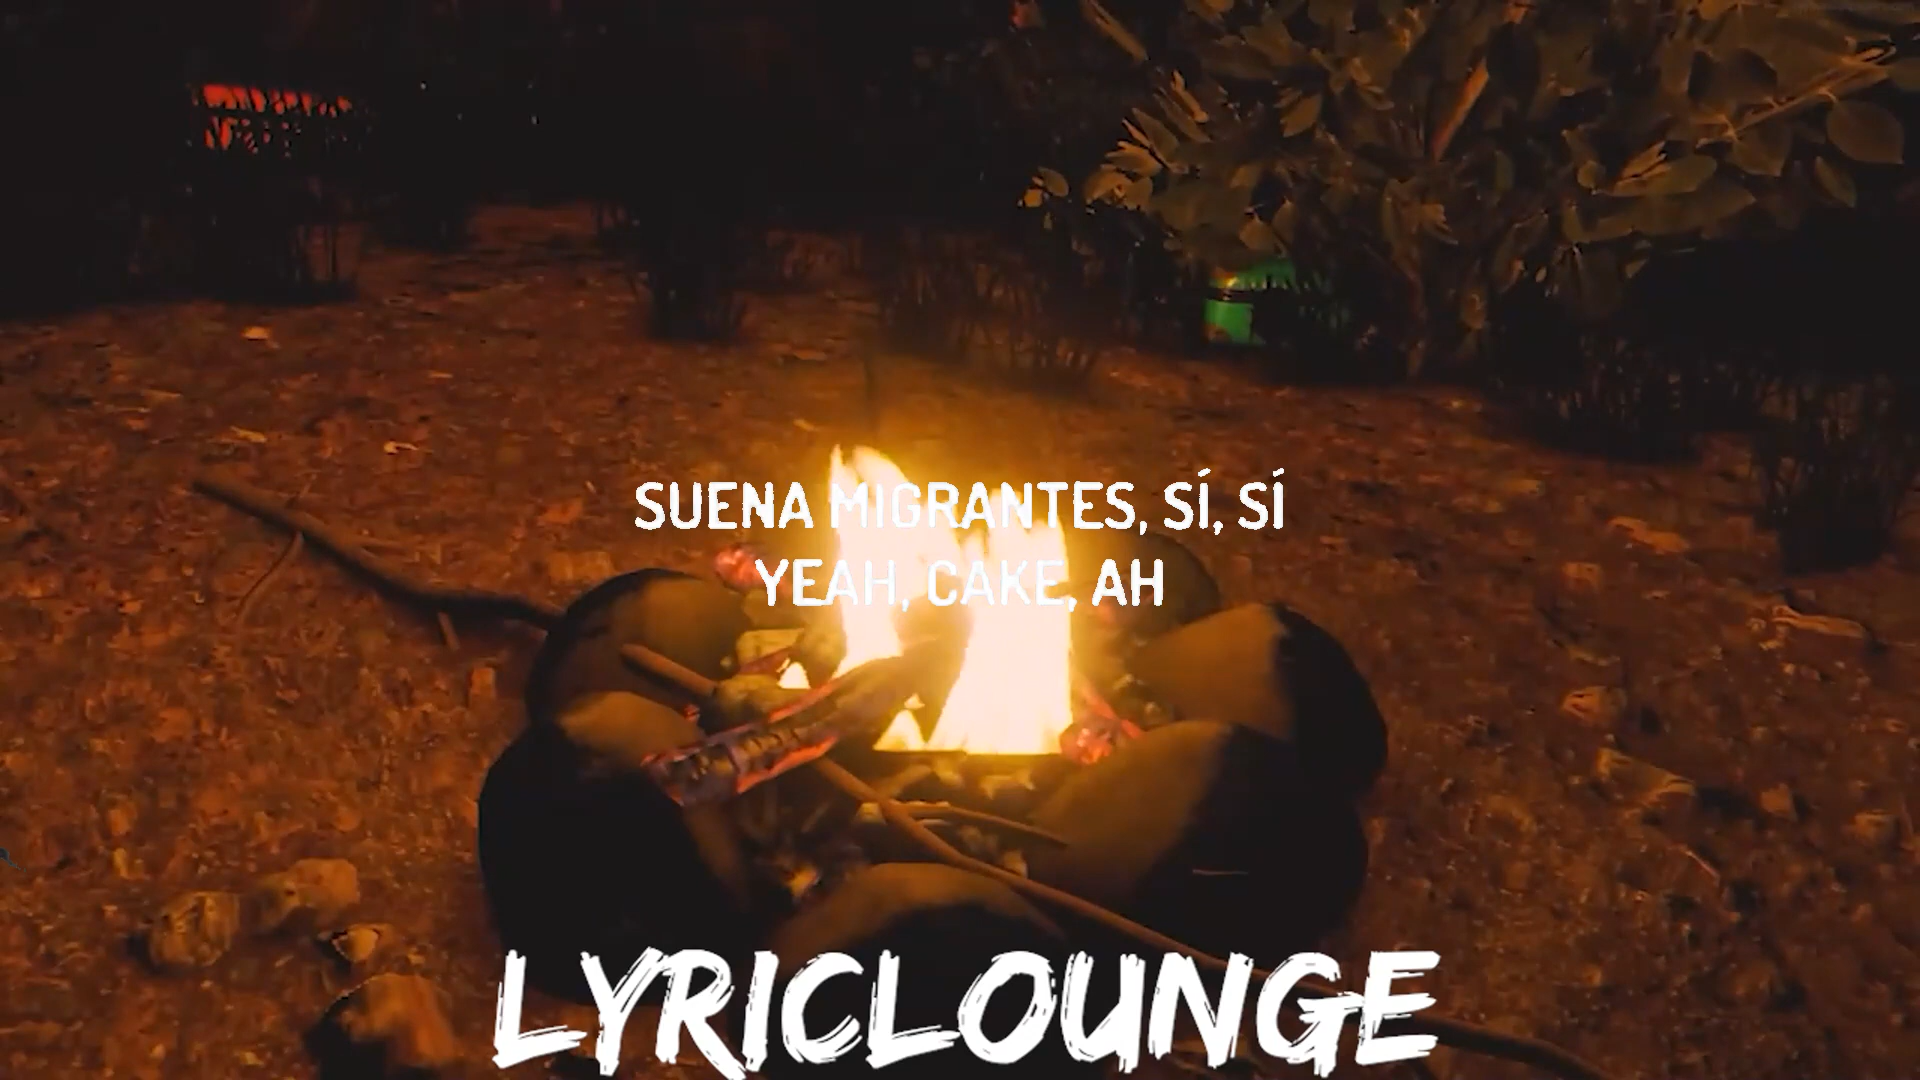 SUENA MIGRANTES, SÍ, SÍ
YEAH, CAKE, AH
LYRICLOUNGE